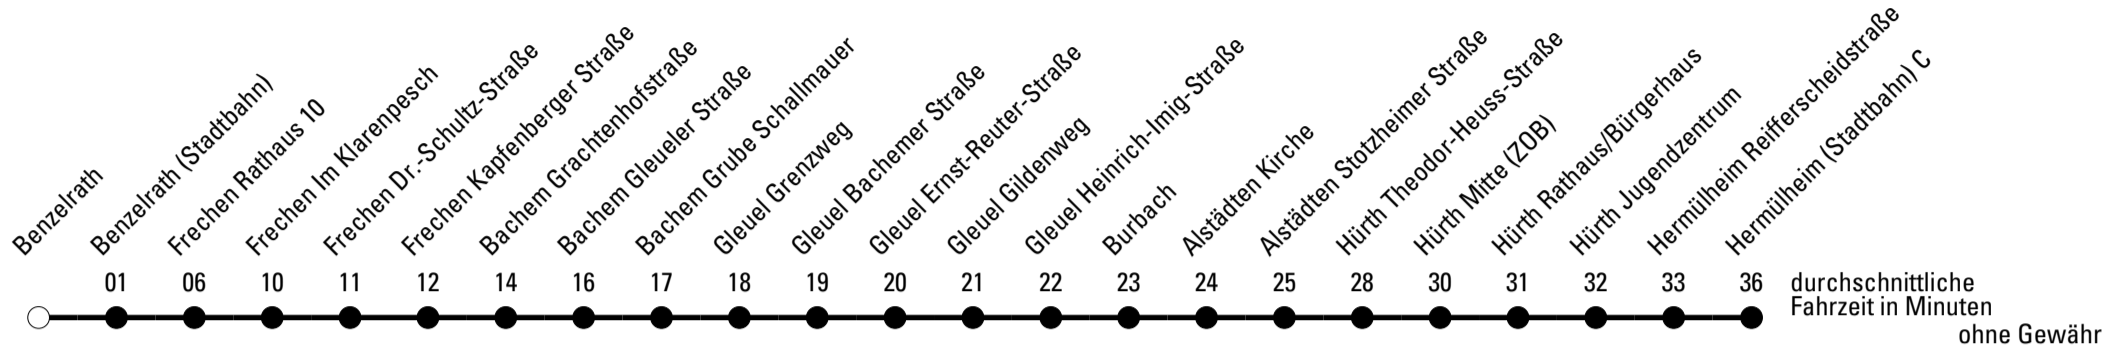 Benzelrath
Benzelrath (Stadtbahn)
Frechen Rathaus 10
Frechen Im Klarenpesch
Frechen Dr.-Schultz-Straße
Frechen Kapfenberger Straße
Bachem Grachtenhofstraße
Bachem Gleueler Straße
Bachem Grube Schallmauer
Gleuel Grenzweg
Gleuel Bachemer Straße
Gleuel Ernst-Reuter-Straße
Gleuel Gildenweg
Gleuel Heinrich-Imig-Straße
Burbach
Alstädten Kirche
Alstädten Stotzheimer Straße
Hürth Theodor-Heuss-Straße
Hürth Mitte (ZOB)
Hürth Rathaus/Bürgerhaus
Hürth Jugendzentrum
Hermülheim Reifferscheidstraße
Hermülheim (Stadtbahn) C
01 06 10 11 12 14 16 17 18 19 20 21 22 23 24 25 28 30 31 32 33 36 durchschnittliche
Fahrzeit in Minuten
ohne Gewähr